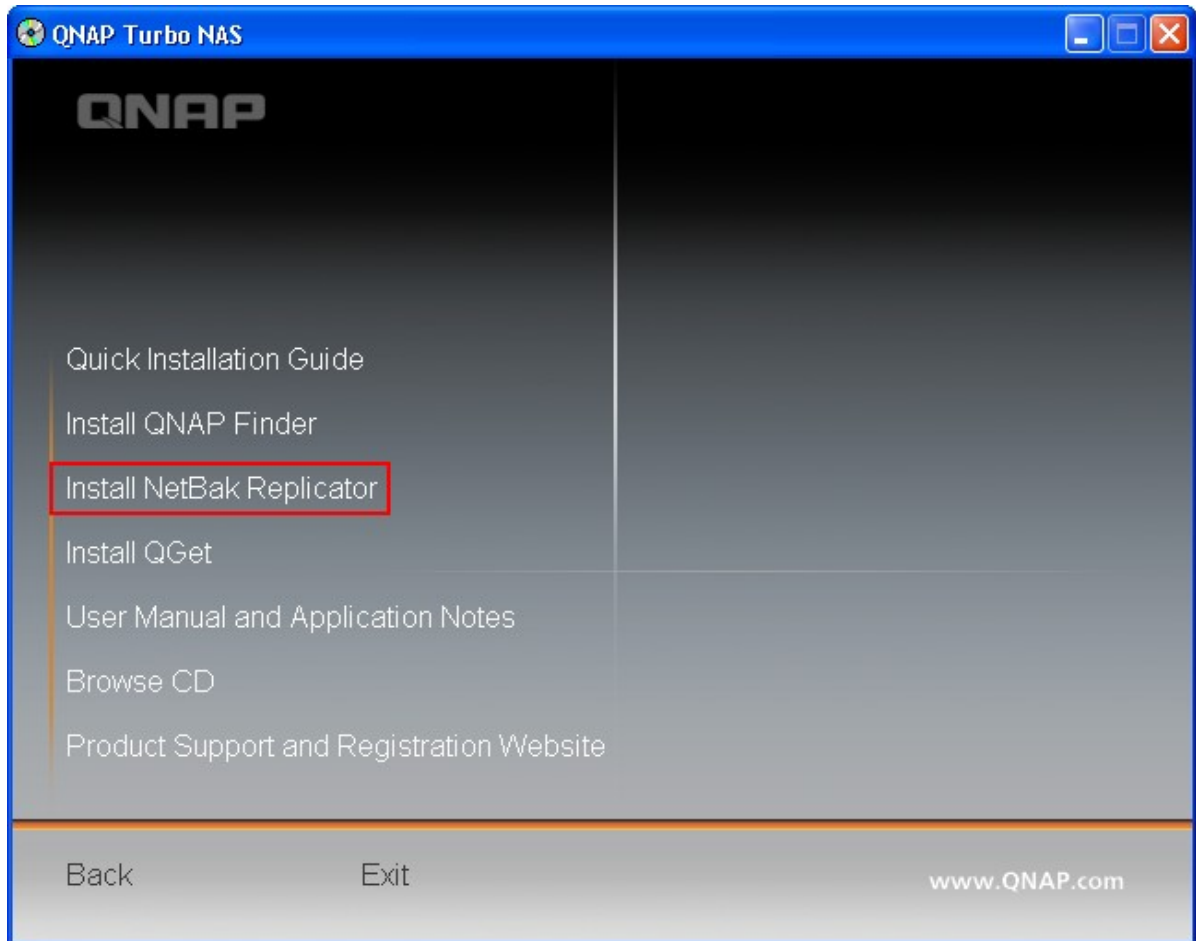 QNAP Turbo NAS
QNAP
Quick Installation Guide
Install QNAP Finder
Install NetBak Replicator
Install QGet
User Manual and Application Notes
Browse CD
Product Support and Registration Website
Back
Exit
www.QNAP.com